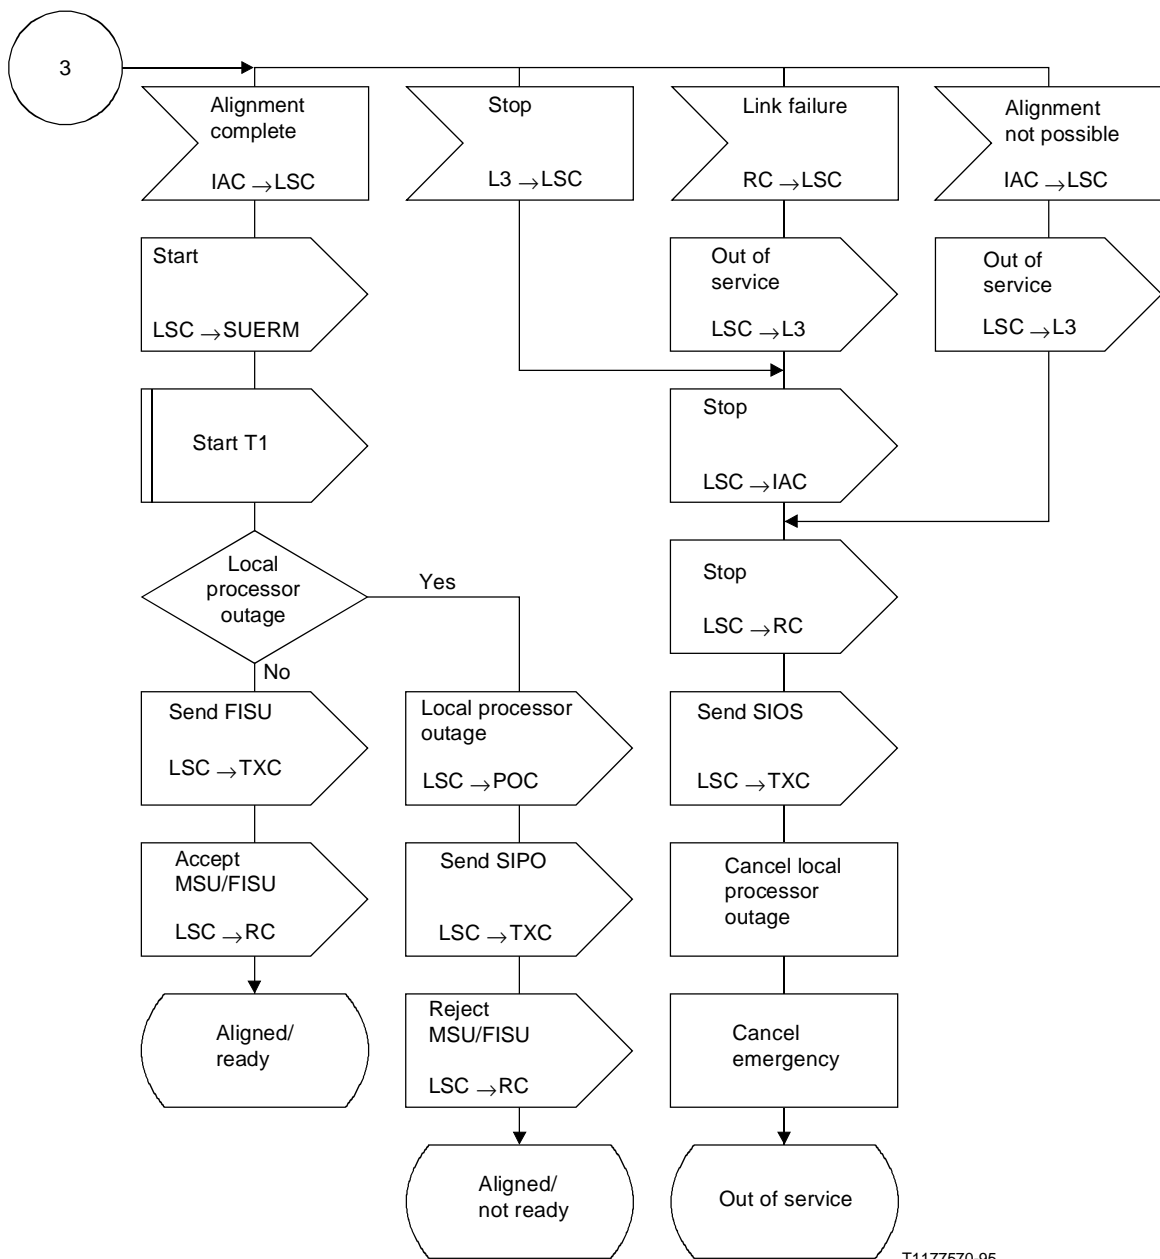 3
Alignment
complete
IAC → LSC
Stop
L3 → LSC
Link failure
RC → LSC
Alignment
not possible
IAC → LSC
Start
LSC → SUERM
Out of
service
LSC → L3
Out of
service
LSC → L3
Start T1
Stop
LSC → IAC
Local
processor
outage
Yes
No
Stop
LSC → RC
Send FISU
LSC → TXC
Local processor
outage
LSC → POC
Send SIOS
LSC → TXC
Accept
MSU/FISU
LSC → RC
Send SIPO
LSC → TXC
Cancel local
processor
outage
Aligned/
ready
Reject
MSU/FISU
LSC → RC
Cancel
emergency
Aligned/
not ready
Out of service
T1177570-95